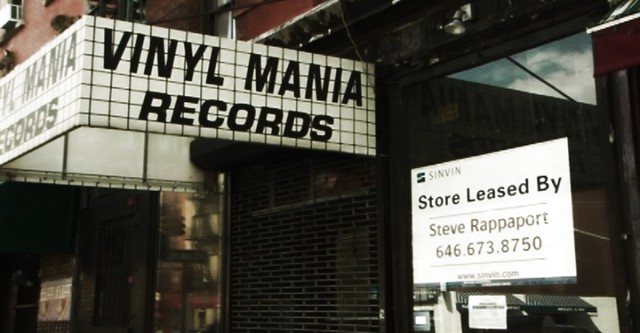 VINYL MANIA
RECORDS
YL MANIA
ECORDS
SINVIN
Store Leased By
Steve Rappaport
646.673.8750
www.sinvin.com